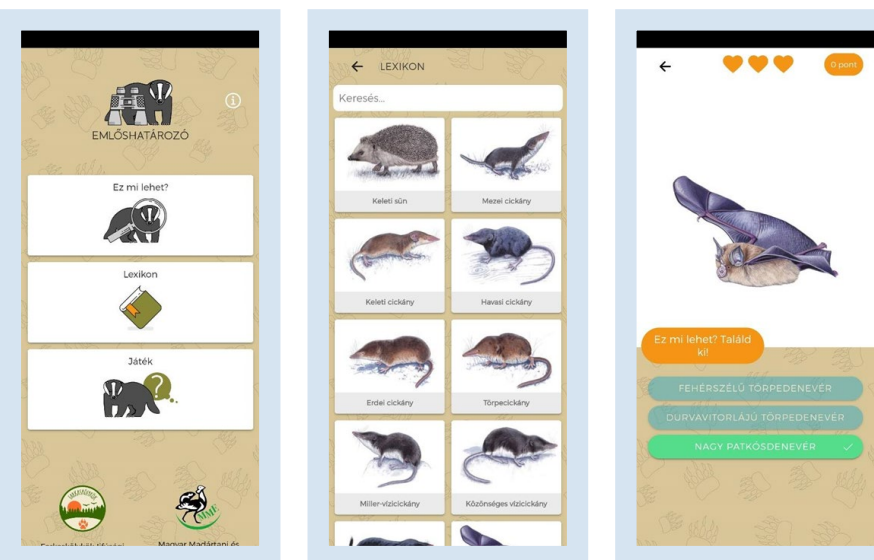 EMLŐSHATÁROZÓ
Ez mi lehet?
Lexikon
Játék
MME
Magyar Madártani és
LEXIKON
Keresés...
Keleti sün
Mezei cickány
Keleti cickány
Havasi cickány
Erdei cickány
Törpecickány
Miller-vízicickány
Közönséges vízicickány
0 pont
Ez mi lehet? Találd
ki!
FEHÉRSZÉLŰ TÖRPEDENEVÉR
DURVAVITORLÁJÚ TÖRPEDENEVÉR
NAGY PATKÓSDENEVÉR